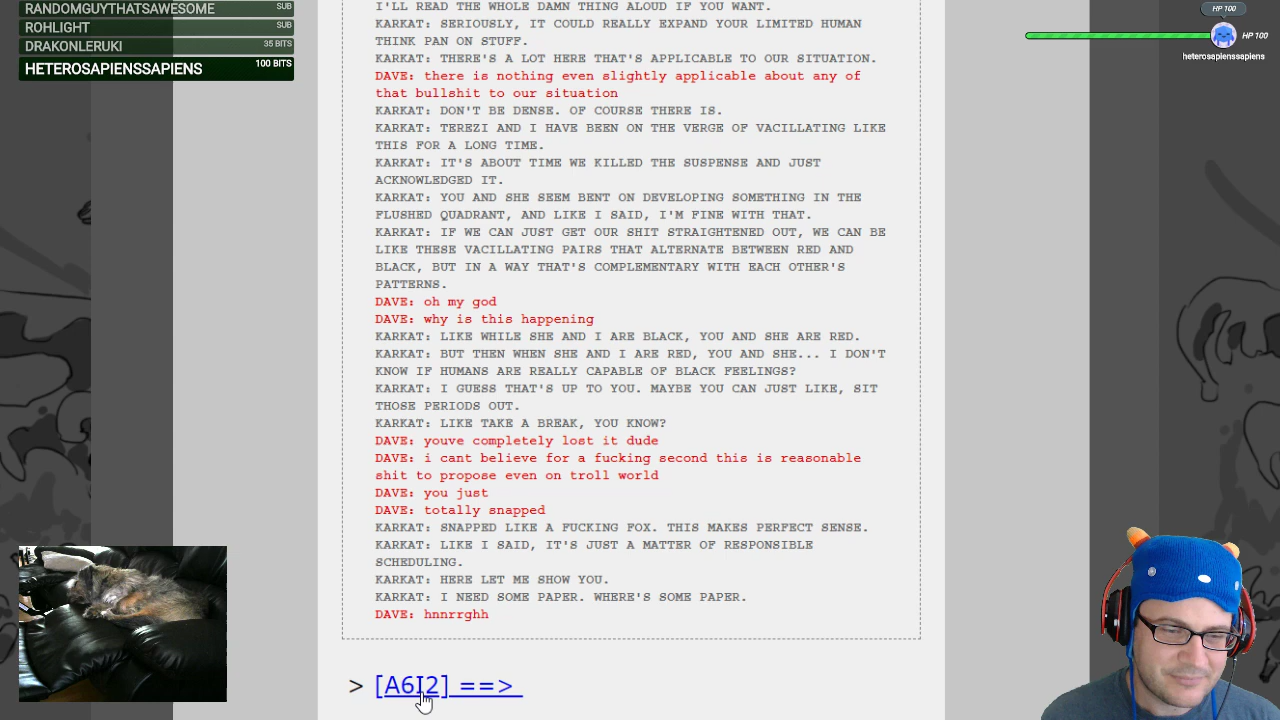 RANDOMGUYTHATSAWESOME SUB
ROHLIGHT SUB
DRAKONLERUKI 35 BITS
HETEROSAPIENSSAPIENS 100 BITS
HP 100
HP 100
heterosapienssapiens
I'LL READ THE WHOLE DAMN THING ALOUD IF YOU WANT.
KARKAT: SERIOUSLY, IT COULD REALLY EXPAND YOUR LIMITED HUMAN
THINK PAN ON STUFF.
KARKAT: THERE'S A LOT HERE THAT'S APPLICABLE TO OUR SITUATION.
DAVE: there is nothing even slightly applicable about any of
that bullshit to our situation
KARKAT: DON'T BE DENSE. OF COURSE THERE IS.
KARKAT: TEREZI AND I HAVE BEEN ON THE VERGE OF VACILLATING LIKE
THIS FOR A LONG TIME.
KARKAT: IT'S ABOUT TIME WE KILLED THE SUSPENSE AND JUST
ACKNOWLEDGED IT.
KARKAT: YOU AND SHE SEEM BENT ON DEVELOPING SOMETHING IN THE
FLUSHED QUADRANT, AND LIKE I SAID, I'M FINE WITH THAT.
KARKAT: IF WE CAN JUST GET OUR SHIT STRAIGHTENED OUT, WE CAN BE
LIKE THESE VACILLATING PAIRS THAT ALTERNATE BETWEEN RED AND
BLACK, BUT IN A WAY THAT'S COMPLEMENTARY WITH EACH OTHER'S
PATTERNS.
DAVE: oh my god
DAVE: why is this happening
KARKAT: LIKE WHILE SHE AND I ARE BLACK, YOU AND SHE ARE RED.
KARKAT: BUT THEN WHEN SHE AND I ARE RED, YOU AND SHE... I DON'T
KNOW IF HUMANS ARE REALLY CAPABLE OF BLACK FEELINGS?
KARKAT: I GUESS THAT'S UP TO YOU. MAYBE YOU CAN JUST LIKE, SIT
THOSE PERIODS OUT.
KARKAT: LIKE TAKE A BREAK, YOU KNOW?
DAVE: youve completely lost it dude
DAVE: i cant believe for a fucking second this is reasonable
shit to propose even on troll world
DAVE: you just
DAVE: totally snapped
KARKAT: SNAPPED LIKE A FUCKING FOX. THIS MAKES PERFECT SENSE.
KARKAT: LIKE I SAID, IT'S JUST A MATTER OF RESPONSIBLE
SCHEDULING.
KARKAT: HERE LET ME SHOW YOU.
KARKAT: I NEED SOME PAPER. WHERE'S SOME PAPER.
DAVE: hnnrrghh
> [A6I2] ==>